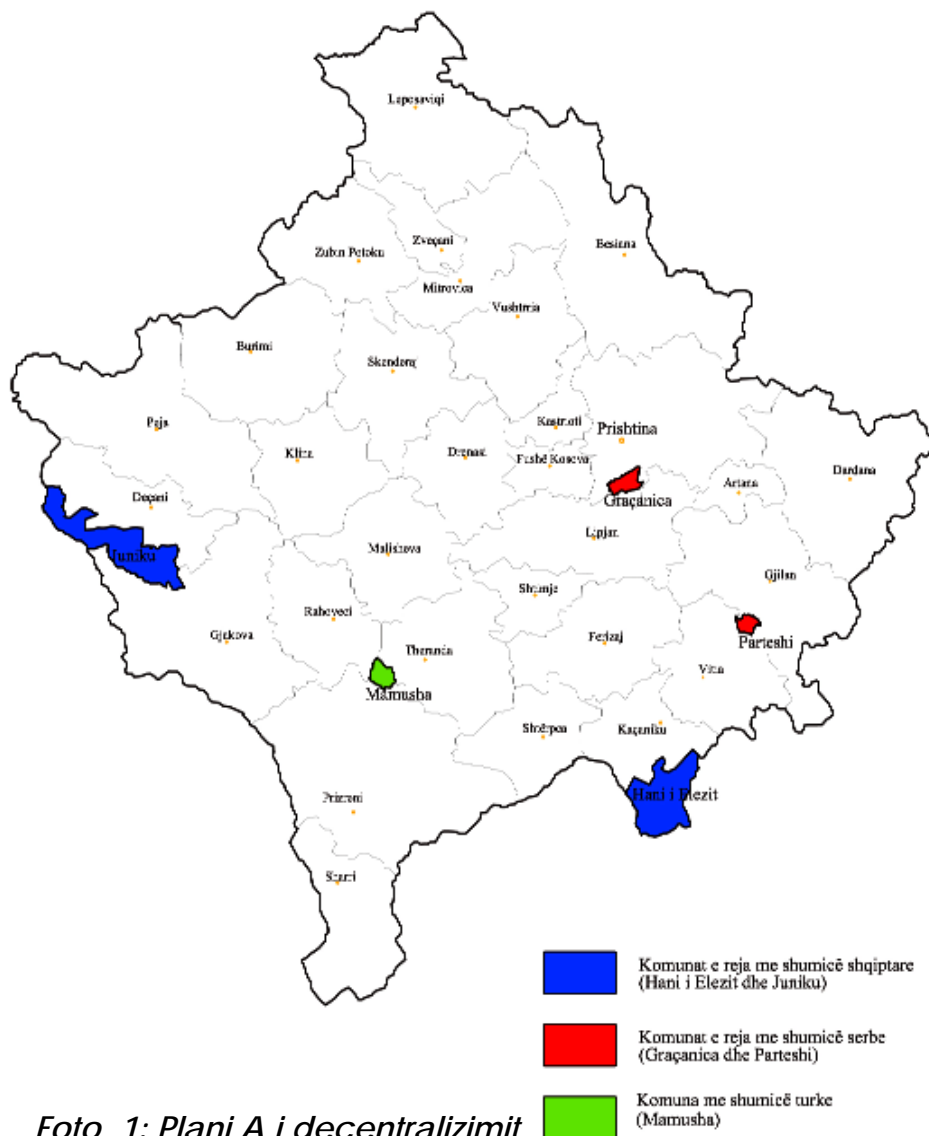 Leposaviqi
Zveçani
Besiana
Zubin Potoku
Mitrovica
Vushtrria
Burimi
Skenderaj
Kastrioti
Peja
Prishtina
Klina
Drenasi
Fushë Kosova
Dardana
Artana
Deçani
Graçanica
Lipjan
Juniku
Malisheva
Gjilan
Shtimje
Rahoveci
Parteshi
Gjakova
Ferizaj
Theranda
Vitia
Mamusha
Shtërpca
Kaçaniku
Hani i Elezit
Prizreni
Sharri
Komunat e reja me shumicë shqiptare
(Hani i Elezit dhe Juniku)
Komunat e reja me shumicë serbe
(Graçanica dhe Parteshi)
Komuna me shumicë turke
(Mamusha)
Foto 1: Plani A i decentralizimit